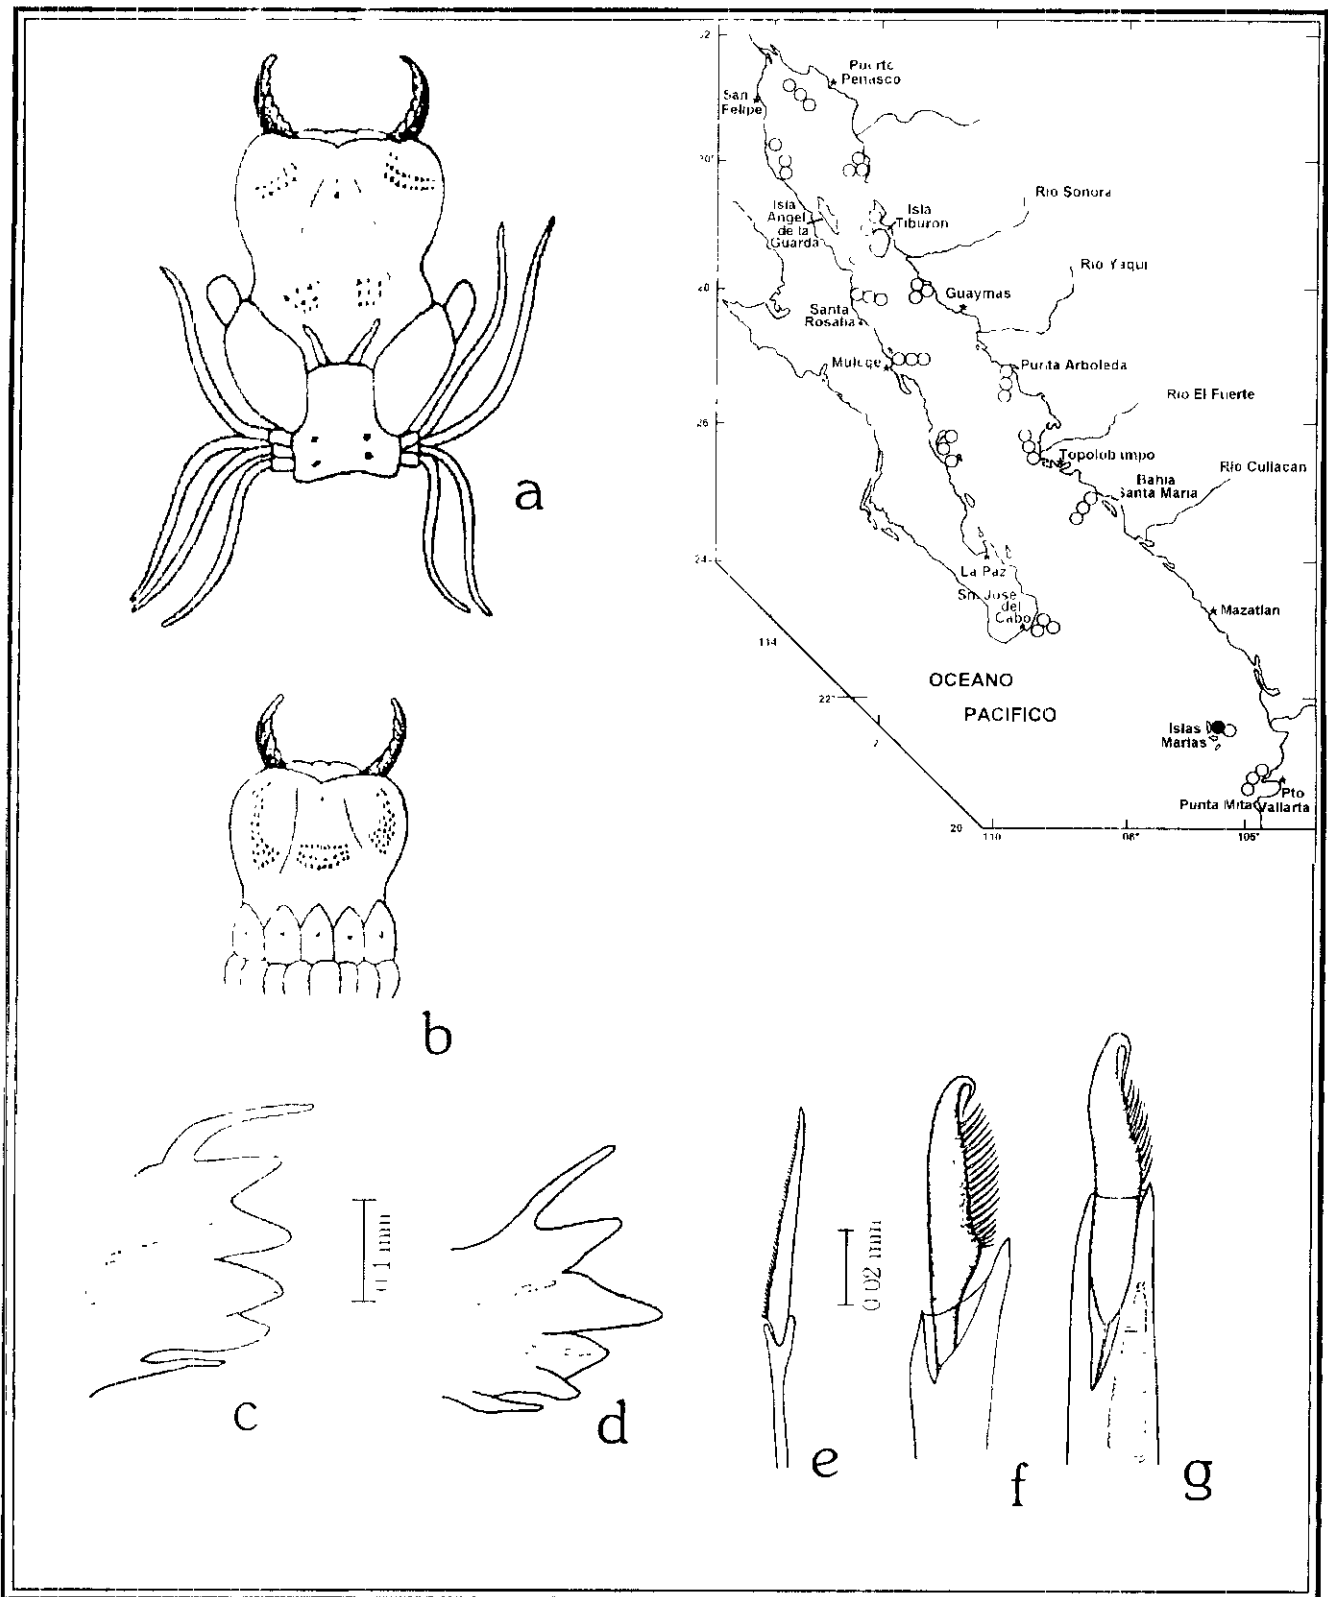 a
b
c
0.1 mm
d
e
0.02 mm
f
g
32
Puerto
Penasco
San
Felipe
30°
Rio Sonora
Isla
Angel
de la
Guarda
Isla
Tiburon
Rio Yaqui
Guaymas
Santa
Rosalia
Mulege
Punta Arboleda
Rio El Fuerte
26
Topolobampo
Rio Culiacan
Bahia
Santa Maria
24
La Paz
Sn. Jose
del
Cabo
Mazatlan
114
OCEANO
PACIFICO
22°
Islas
Marias
Pto
Vallarta
Punta Mita
20
110
105°